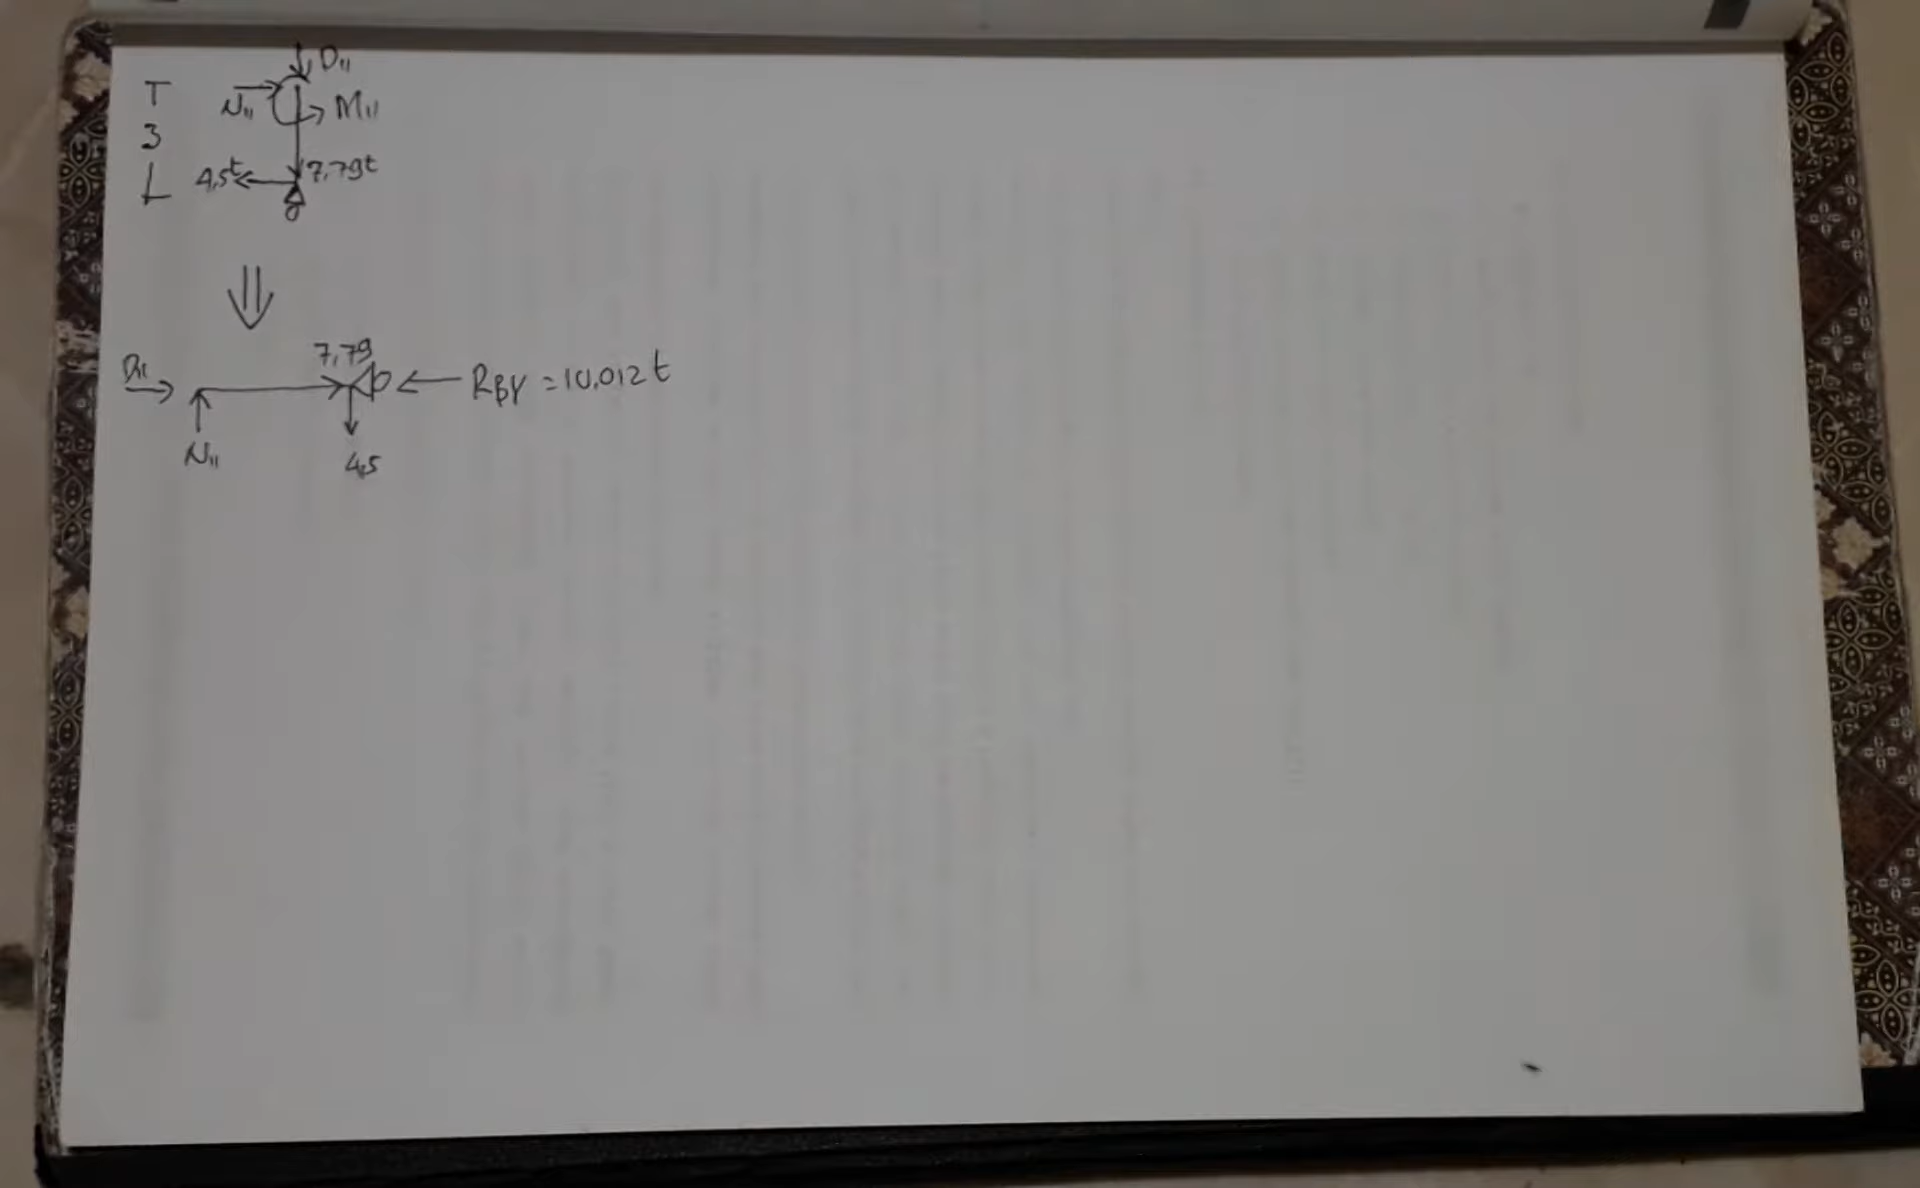 D11
T
N11 M11
3
4,5t 7,79t
L
7,79
D11
RBY = 10,012 t
N11
4,5